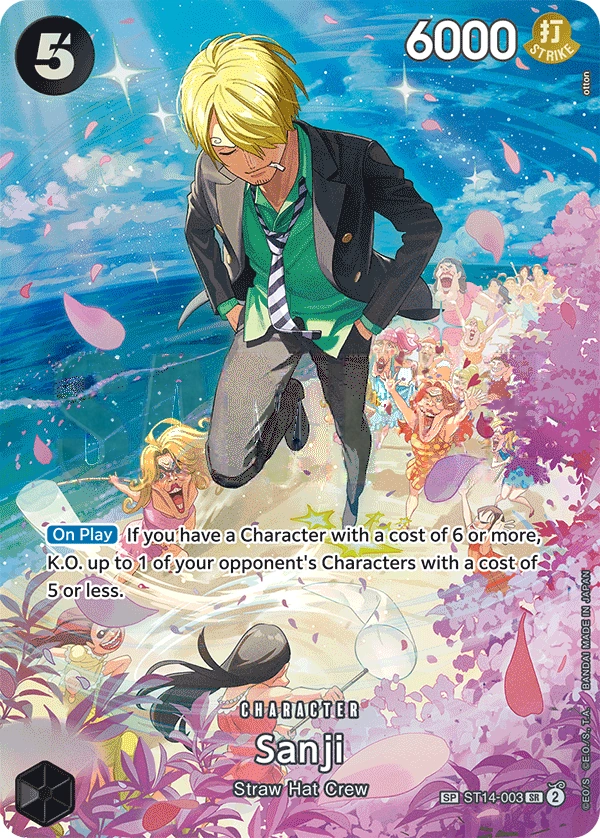 5
6000
打
STRIKE
otton
On Play If you have a Character with a cost of 6 or more,
K.O. up to 1 of your opponent's Characters with a cost of
5 or less.
CHARACTER
Sanji
Straw Hat Crew
SP ST14-003 SR 2
©E.O/S ©E.O./S.,T.A. BANDAI MADE IN JAPAN